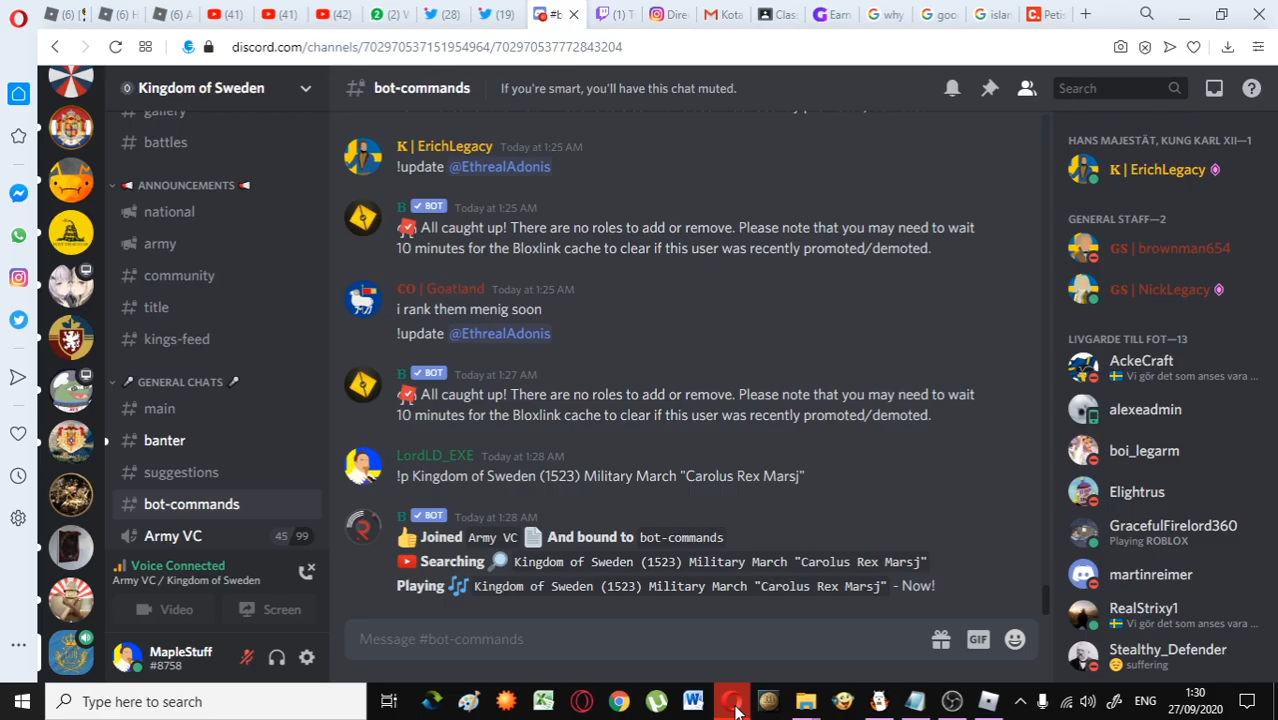 (41)
(41)
(42)
(2) V
(28)
(19)
#b
(1) T
Direc
Kota
Class
Earn
why
goo
islan
Peti
discord.com/channels/702970537151954964/702970537772843204
Kingdom of Sweden
bot-commands
If you're smart, you'll have this chat muted.
Search
gallery
battles
ANNOUNCEMENTS
national
army
community
title
kings-feed
GENERAL CHATS
main
banter
suggestions
bot-commands
Army VC 45 99
Voice Connected
Army VC / Kingdom of Sweden
Video
Screen
MapleStuff
#8758
K | ErichLegacy Today at 1:25 AM
!update @EthrealAdonis
B BOT Today at 1:25 AM
All caught up! There are no roles to add or remove. Please note that you may need to wait
10 minutes for the Bloxlink cache to clear if this user was recently promoted/demoted.
CO | Goatland Today at 1:25 AM
i rank them menig soon
!update @EthrealAdonis
B BOT Today at 1:27 AM
All caught up! There are no roles to add or remove. Please note that you may need to wait
10 minutes for the Bloxlink cache to clear if this user was recently promoted/demoted.
LordLD_EXE Today at 1:28 AM
!p Kingdom of Sweden (1523) Military March "Carolus Rex Marsj"
B BOT Today at 1:28 AM
Joined Army VC And bound to bot-commands
Searching Kingdom of Sweden (1523) Military March "Carolus Rex Marsj"
Playing Kingdom of Sweden (1523) Military March "Carolus Rex Marsj" - Now!
Message #bot-commands
GIF
HANS MAJESTÄT, KUNG KARL XII—1
K | ErichLegacy
GENERAL STAFF—2
GS | brownman654
GS | NickLegacy
LIVGARDE TILL FOT—13
AckeCraft
Vi gör det som anses vara ...
alexeadmin
boi_legarm
Elightrus
GracefulFirelord360
Playing ROBLOX
martinreimer
RealStrixy1
Vi gör det som anses vara ...
Stealthy_Defender
suffering
Type here to search
ENG
1:30
27/09/2020